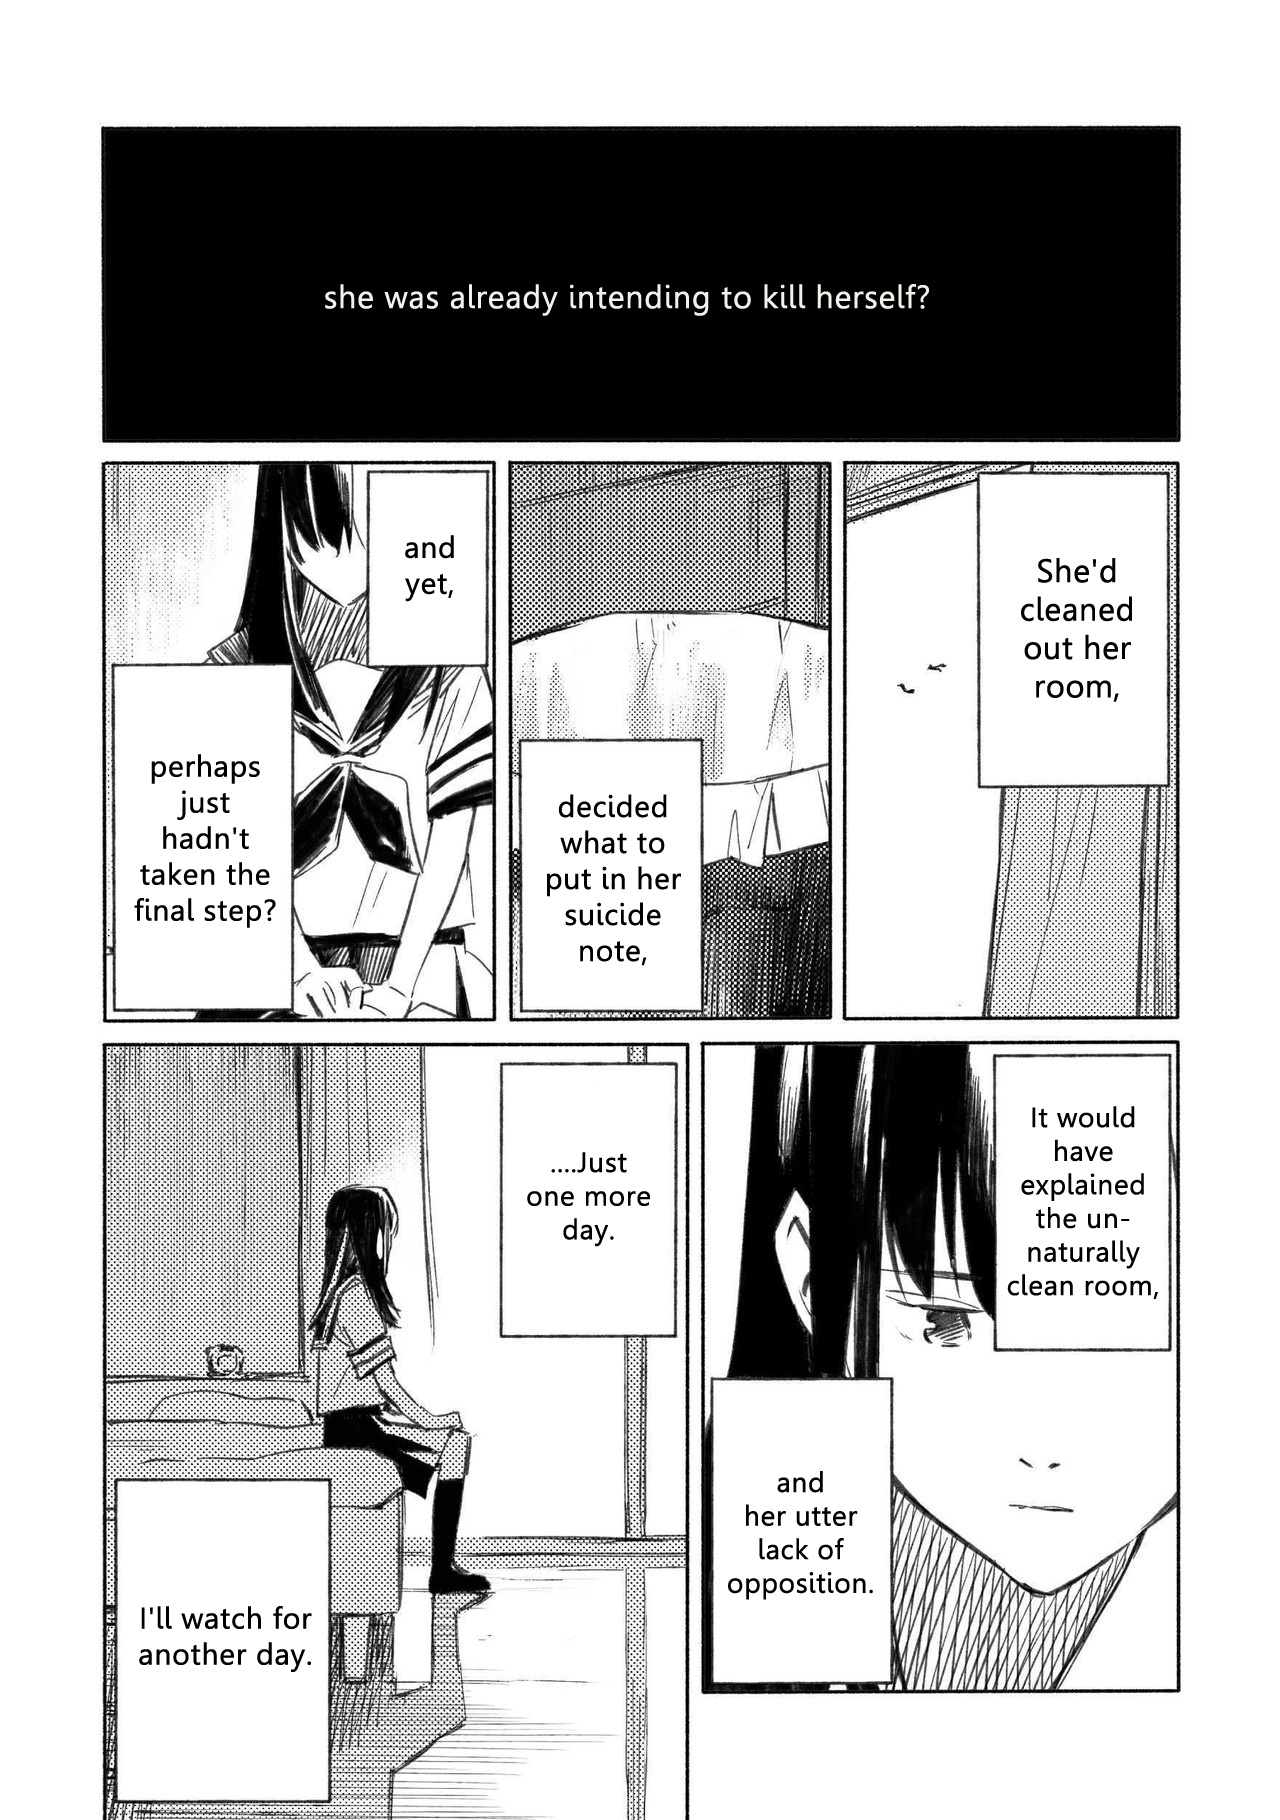 she was already intending to kill herself?
She'd
cleaned
out her
room,
decided
what to
put in her
suicide
note,
and
yet,
perhaps
just
hadn't
taken the
final step?
It would
have
explained
the un-
naturally
clean room,
and
her utter
lack of
opposition.
....Just
one more
day.
I'll watch for
another day.